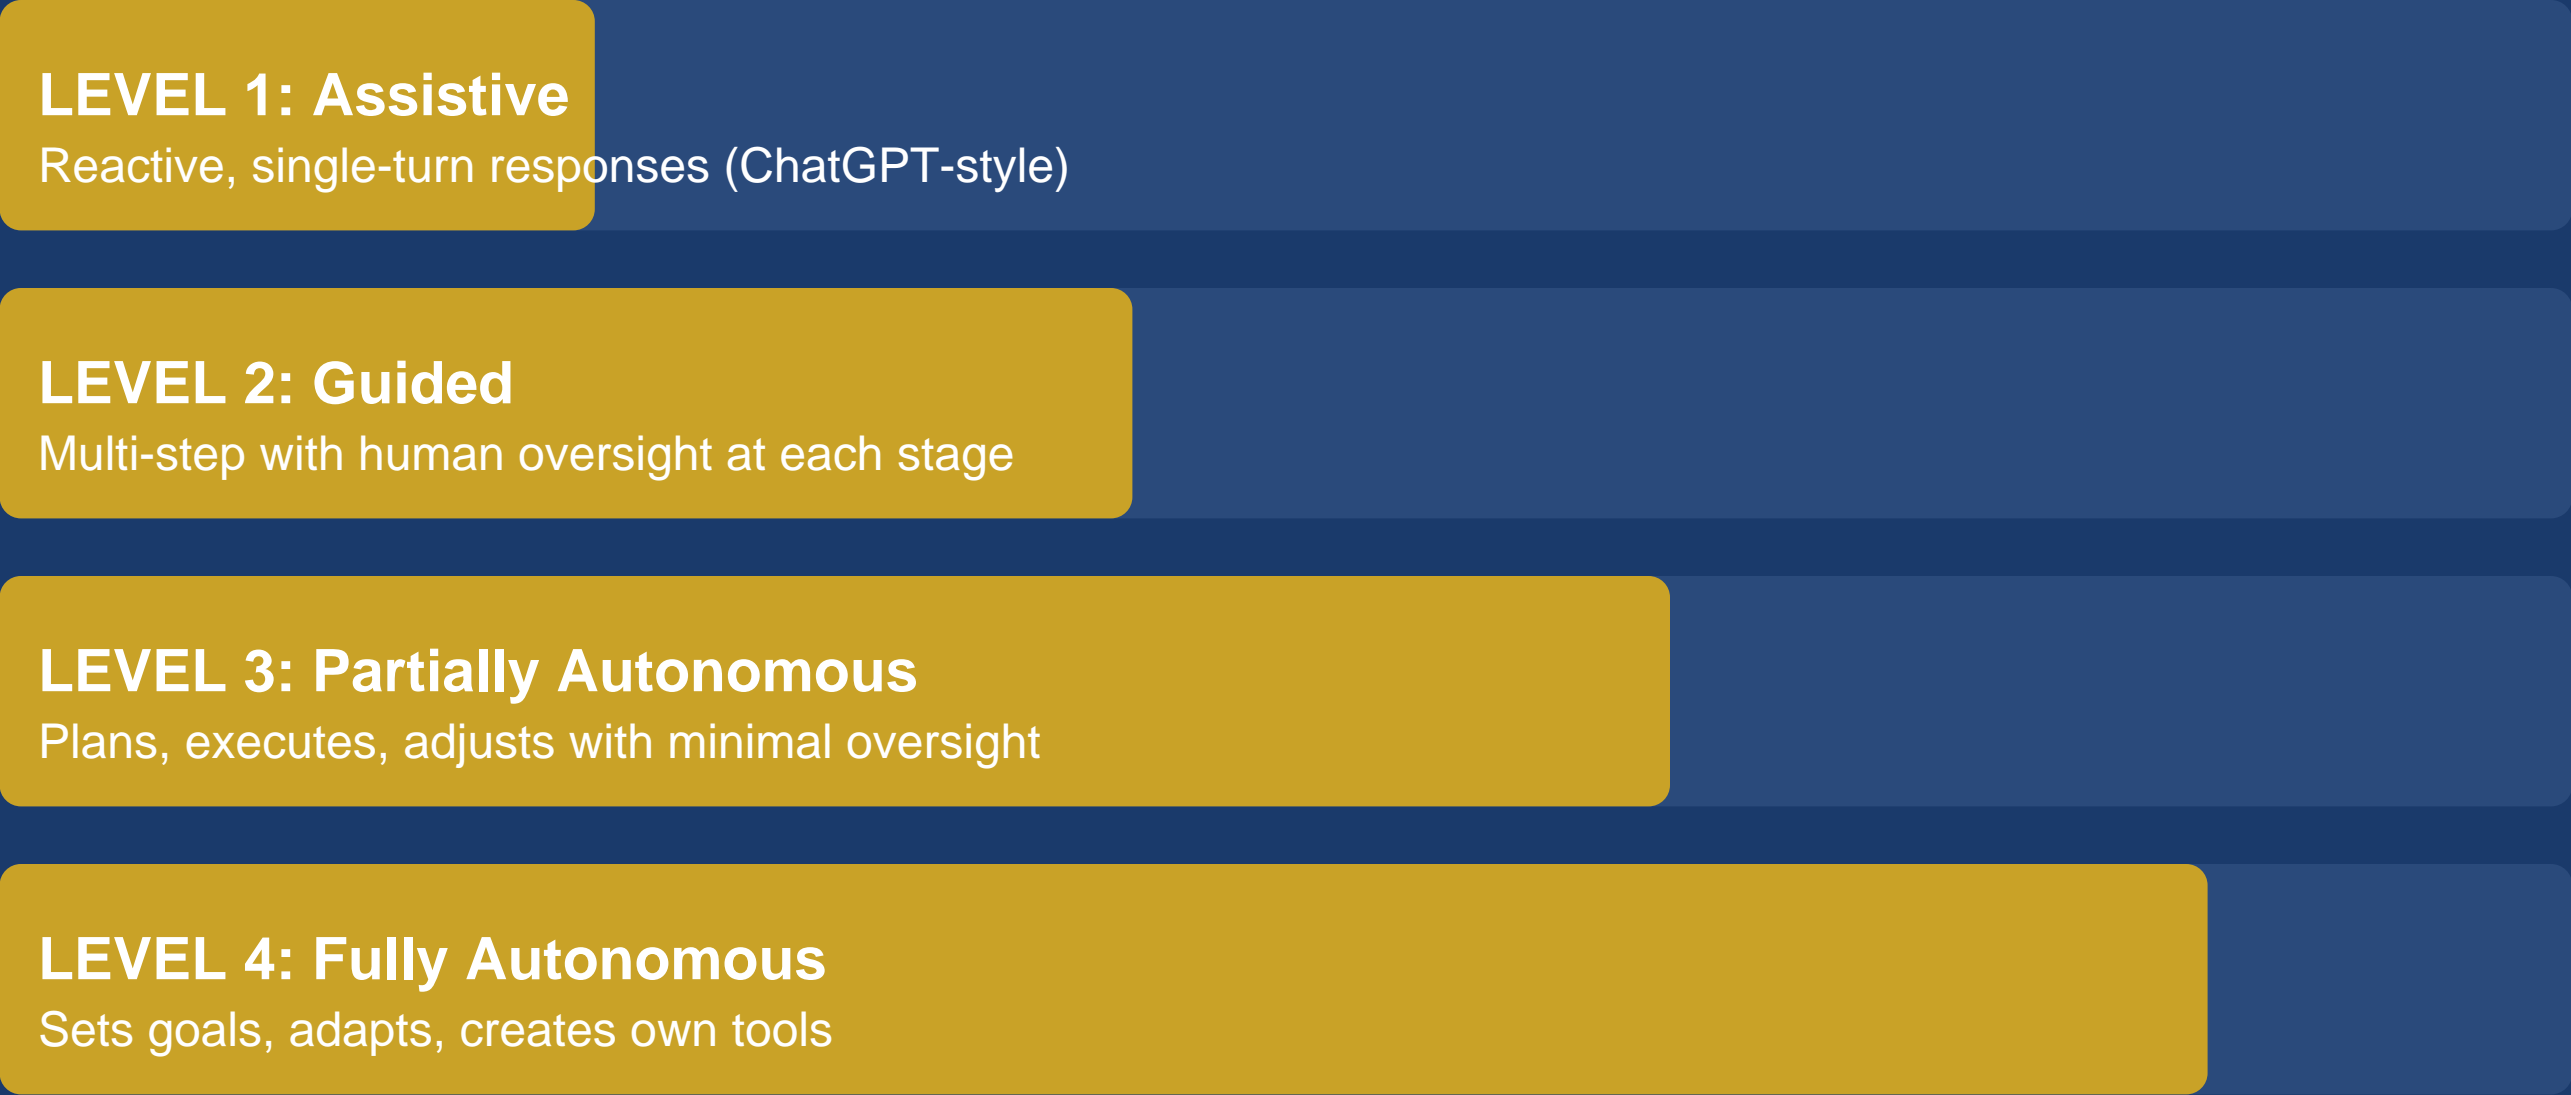 LEVEL 1: Assistive
Reactive, single-turn responses (ChatGPT-style)
LEVEL 2: Guided
Multi-step with human oversight at each stage
LEVEL 3: Partially Autonomous
Plans, executes, adjusts with minimal oversight
LEVEL 4: Fully Autonomous
Sets goals, adapts, creates own tools